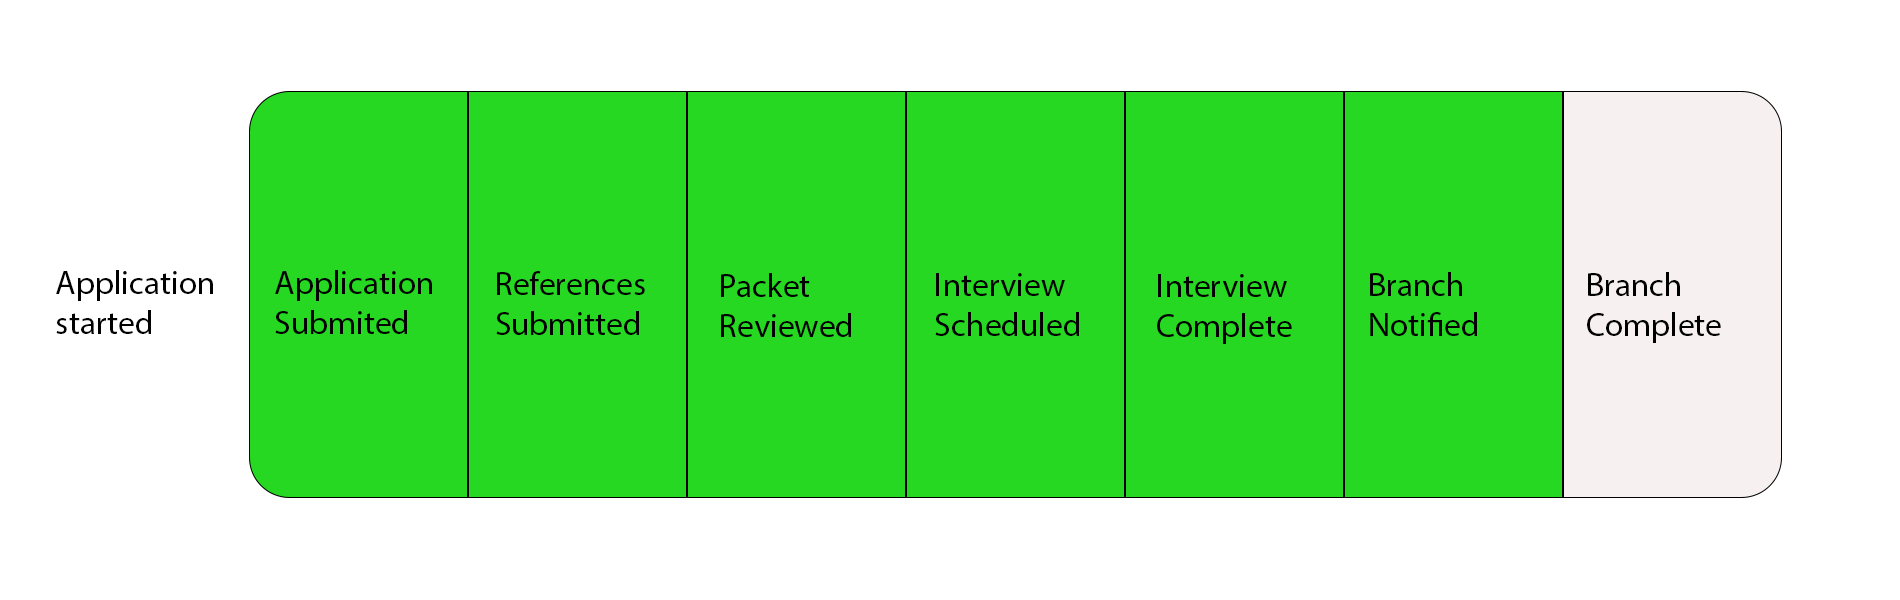 Application
started
Application
Submited
References
Submitted
Packet
Reviewed
Interview
Scheduled
Interview
Complete
Branch
Notified
Branch
Complete